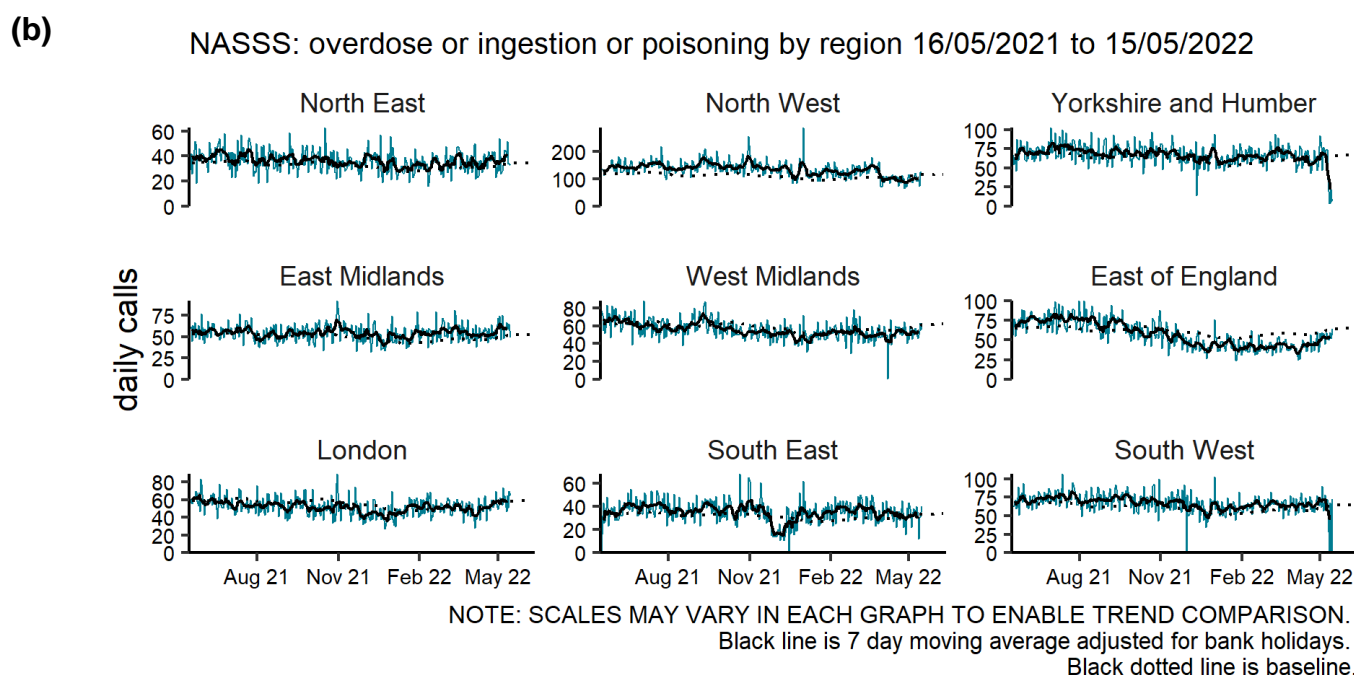 (b)
NASSS: overdose or ingestion or poisoning by region 16/05/2021 to 15/05/2022
daily calls
North East
60
40
20
0
North West
200
100
0
Yorkshire and Humber
100
75
50
25
0
East Midlands
75
50
25
0
West Midlands
80
60
40
20
0
East of England
100
75
50
25
0
London
80
60
40
20
0
Aug 21 Nov 21 Feb 22 May 22
South East
60
40
20
0
Aug 21 Nov 21 Feb 22 May 22
South West
100
75
50
25
0
Aug 21 Nov 21 Feb 22 May 22
NOTE: SCALES MAY VARY IN EACH GRAPH TO ENABLE TREND COMPARISON.
Black line is 7 day moving average adjusted for bank holidays.
Black dotted line is baseline.